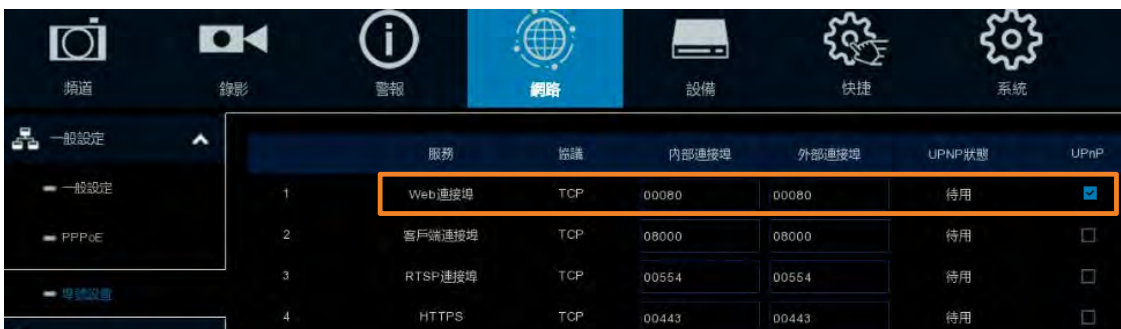 頻道 錄影 警報 網路 設備 快捷 系統
一般設定
服務 協議 內部連接埠 外部連接埠 UPNP狀態 UPnP
一般設定
1 Web連接埠 TCP 00080 00080 待用
PPPoE
2 客戶端連接埠 TCP 08000 08000 待用
3 RTSP連接埠 TCP 00554 00554 待用
埠號設置
4 HTTPS TCP 00443 00443 待用